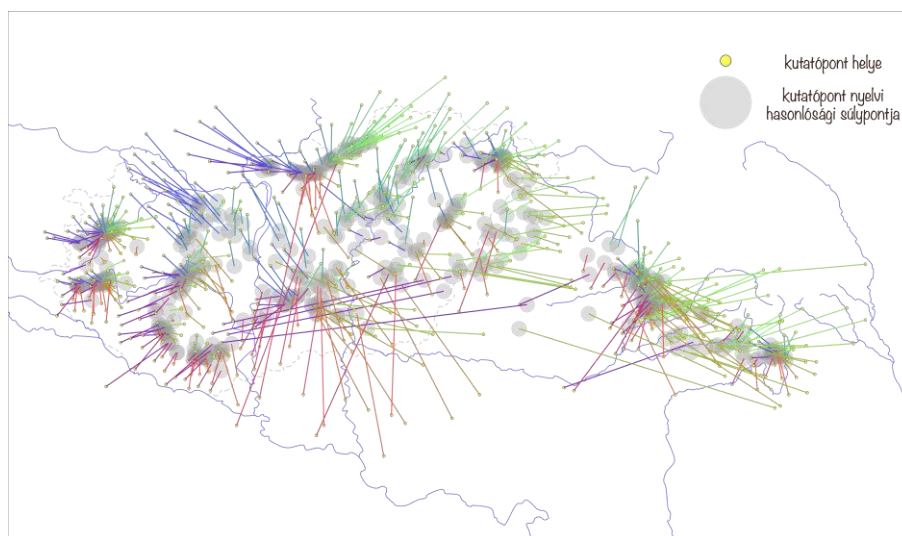 kutatópont helye
kutatópont nyelvi
hasonlósági súlypontja